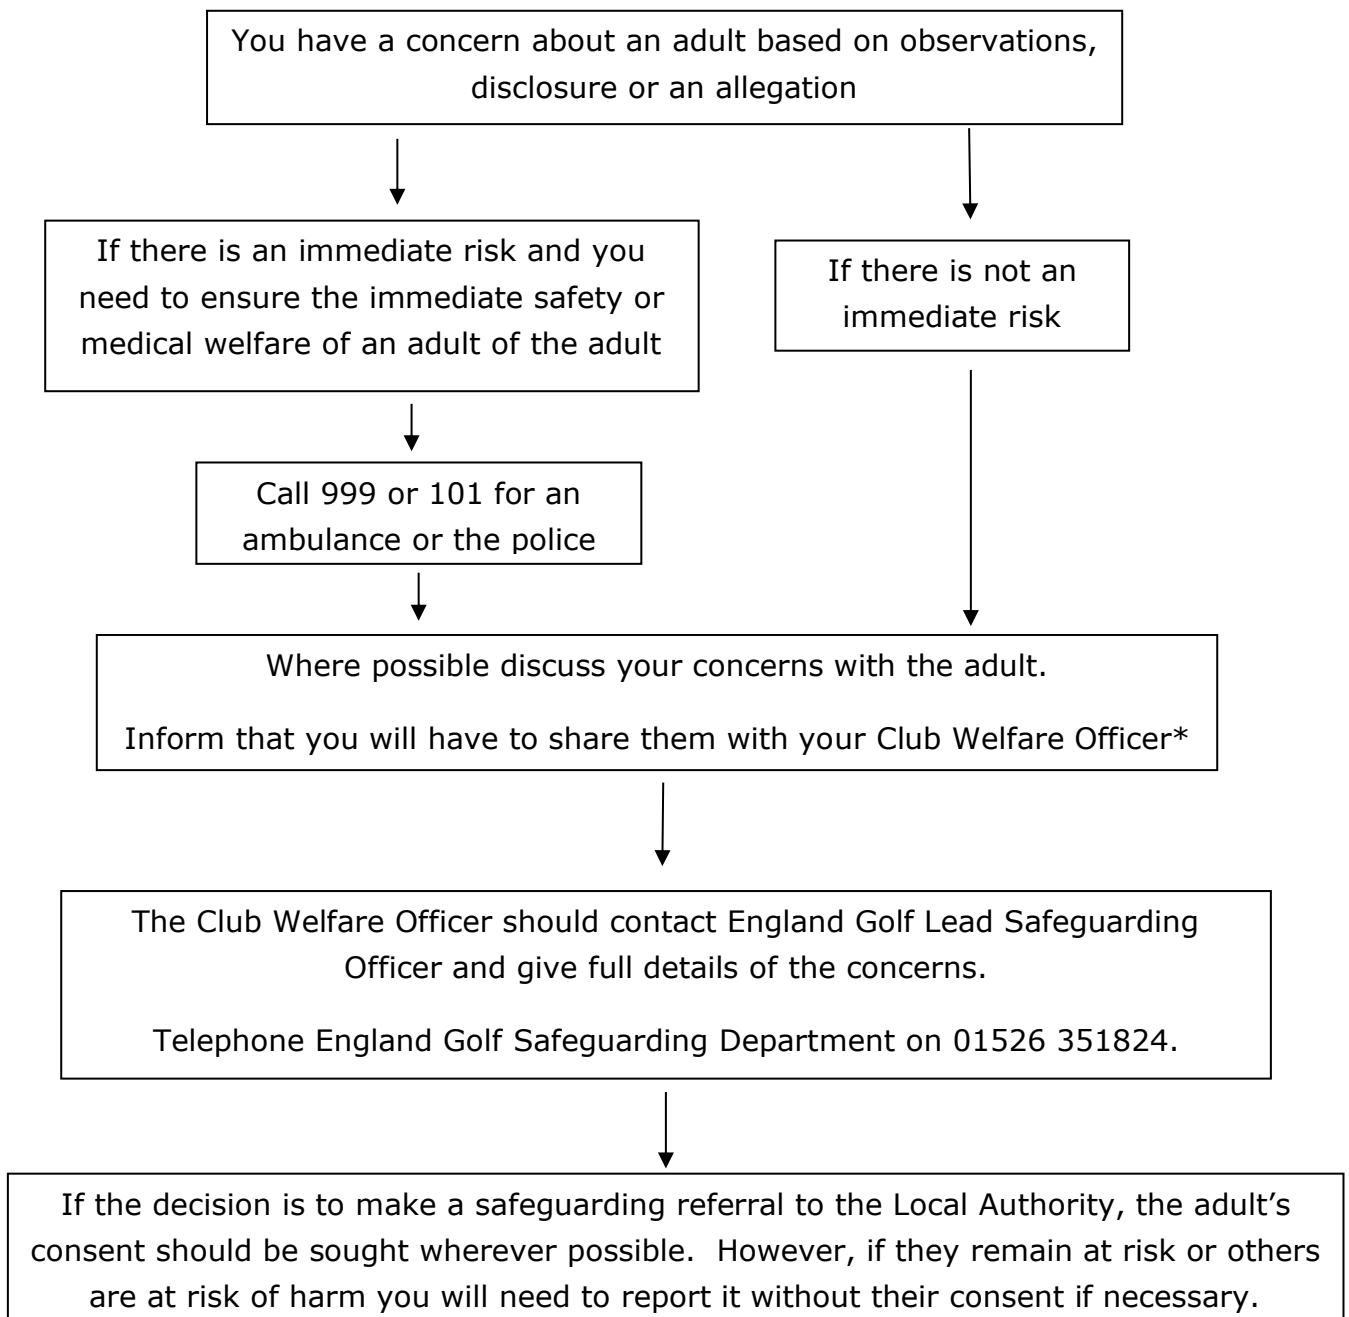 You have a concern about an adult based on observations,
disclosure or an allegation
If there is an immediate risk and you
need to ensure the immediate safety or
medical welfare of an adult of the adult
If there is not an
immediate risk
Call 999 or 101 for an
ambulance or the police
Where possible discuss your concerns with the adult.
Inform that you will have to share them with your Club Welfare Officer*
The Club Welfare Officer should contact England Golf Lead Safeguarding
Officer and give full details of the concerns.
Telephone England Golf Safeguarding Department on 01526 351824.
If the decision is to make a safeguarding referral to the Local Authority, the adult’s
consent should be sought wherever possible.  However, if they remain at risk or others
are at risk of harm you will need to report it without their consent if necessary.